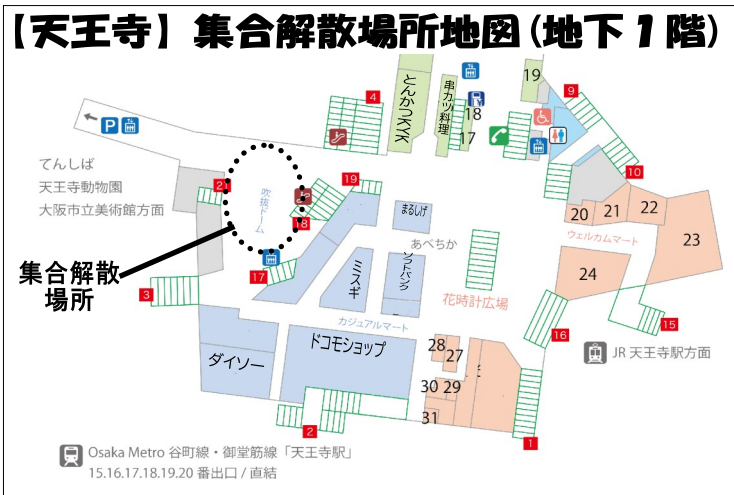 【天王寺】集合解散場所地図(地下1階)
4
とんかつKYK
串カツ料理
18
17
19
9
P
てんしば
天王寺動物園
大阪市立美術館方面
21
吹抜ドーム
19
18
10
まるしげ
あべちか
20
21
22
23
ウェルカムマート
24
集合解散
場所
17
3
ミスギ
ソフトバンク
花時計広場
カジュアルマート
ダイソー
ドコモショップ
28
27
30
29
31
16
15
JR 天王寺駅方面
2
1
Osaka Metro 谷町線・御堂筋線「天王寺駅」
15.16.17.18.19.20 番出口 / 直結